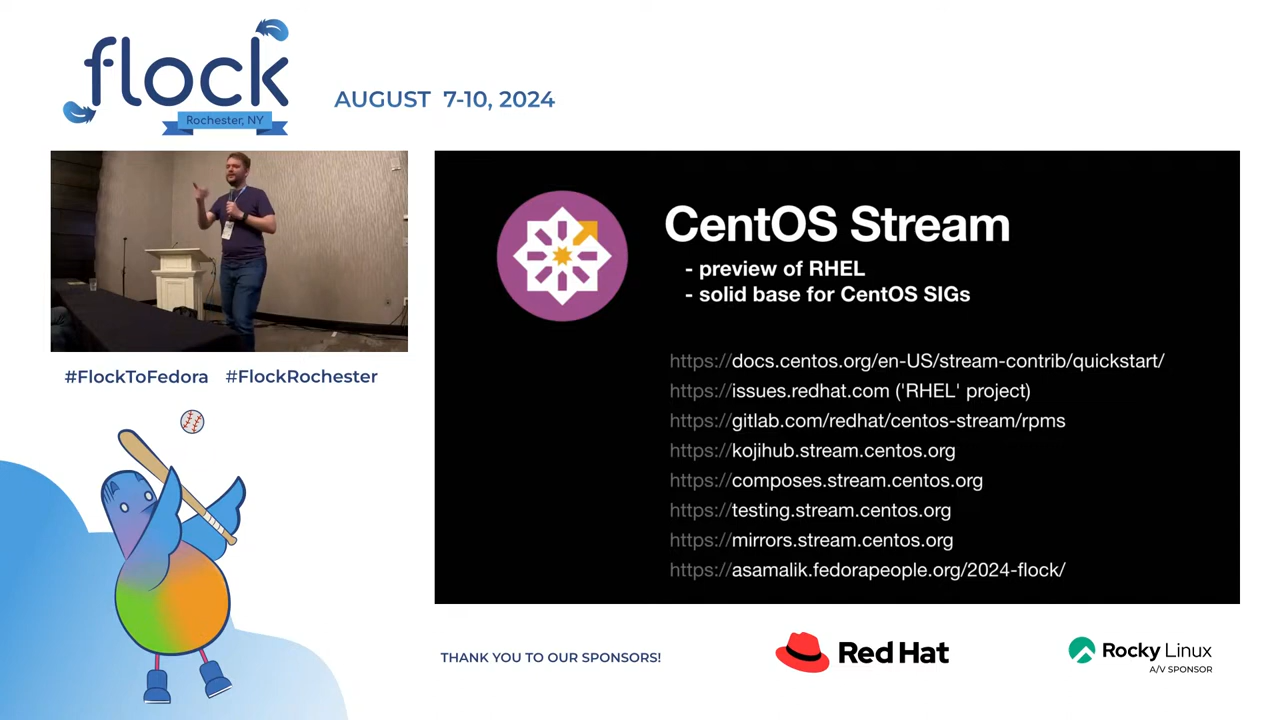 flock
Rochester, NY
AUGUST 7-10, 2024
#FlockToFedora #FlockRochester
CentOS Stream
- preview of RHEL
- solid base for CentOS SIGs
https://docs.centos.org/en-US/stream-contrib/quickstart/
https://issues.redhat.com ('RHEL' project)
https://gitlab.com/redhat/centos-stream/rpms
https://kojihub.stream.centos.org
https://composes.stream.centos.org
https://testing.stream.centos.org
https://mirrors.stream.centos.org
https://asamalik.fedorapeople.org/2024-flock/
THANK YOU TO OUR SPONSORS!
Red Hat
Rocky Linux
A/V SPONSOR